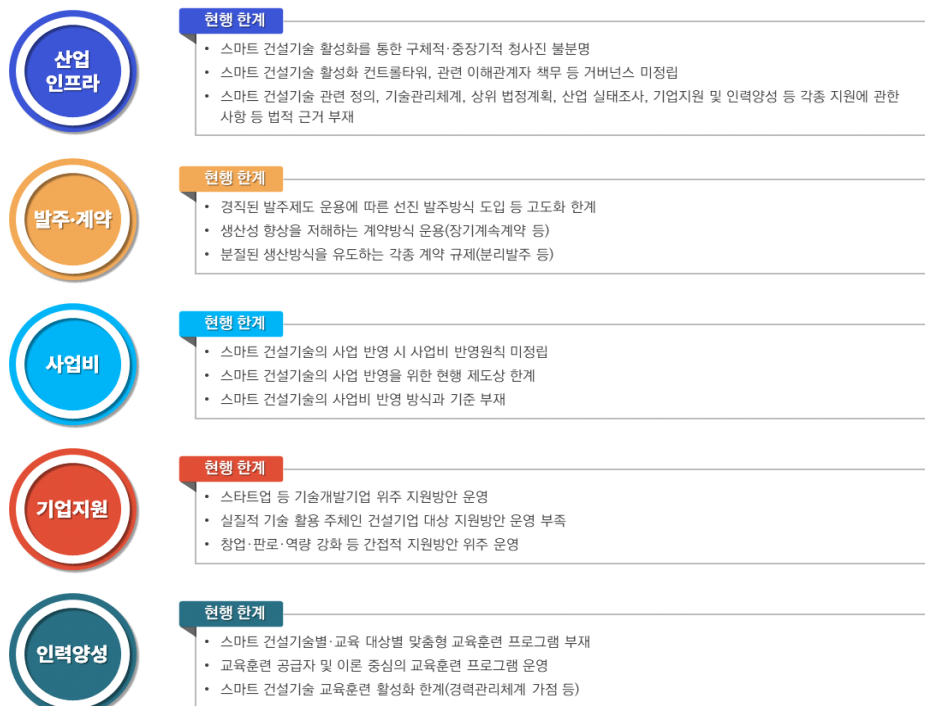 산업
인프라
현행 한계
• 스마트 건설기술 활성화를 통한 구체적·중장기적 청사진 불분명
• 스마트 건설기술 활성화 컨트롤타워, 관련 이해관계자 책무 등 거버넌스 미정립
• 스마트 건설기술 관련 정의, 기술관리체계, 상위 법정계획, 산업 실태조사, 기업지원 및 인력양성 등 각종 지원에 관한
사항 등 법적 근거 부재
발주·계약
현행 한계
• 경직된 발주제도 운용에 따른 선진 발주방식 도입 등 고도화 한계
• 생산성 향상을 저해하는 계약방식 운용(장기계속계약 등)
• 분절된 생산방식을 유도하는 각종 계약 규제(분리발주 등)
사업비
현행 한계
• 스마트 건설기술의 사업 반영 시 사업비 반영원칙 미정립
• 스마트 건설기술의 사업 반영을 위한 현행 제도상 한계
• 스마트 건설기술의 사업비 반영 방식과 기준 부재
기업지원
현행 한계
• 스타트업 등 기술개발기업 위주 지원방안 운영
• 실질적 기술 활용 주체인 건설기업 대상 지원방안 운영 부족
• 창업·판로·역량 강화 등 간접적 지원방안 위주 운영
인력양성
현행 한계
• 스마트 건설기술별·교육 대상별 맞춤형 교육훈련 프로그램 부재
• 교육훈련 공급자 및 이론 중심의 교육훈련 프로그램 운영
• 스마트 건설기술 교육훈련 활성화 한계(경력관리체계 가점 등)